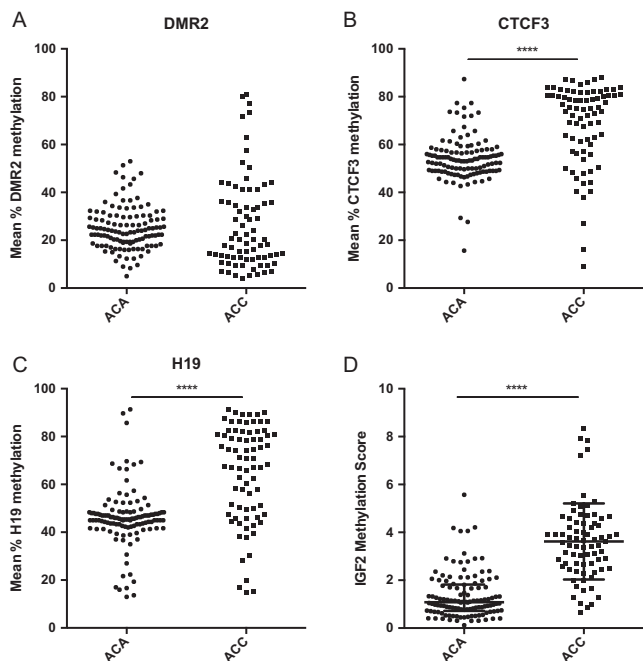 A
DMR2
Mean % DMR2 methylation
100
80
60
40
20
0
ACA
ACC
B
CTCF3
****
Mean % CTCF3 methylation
100
80
60
40
20
0
ACA
ACC
C
H19
****
Mean % H19 methylation
100
80
60
40
20
0
ACA
ACC
D
****
IGF2 Methylation Score
10
8
6
4
2
0
ACA
ACC